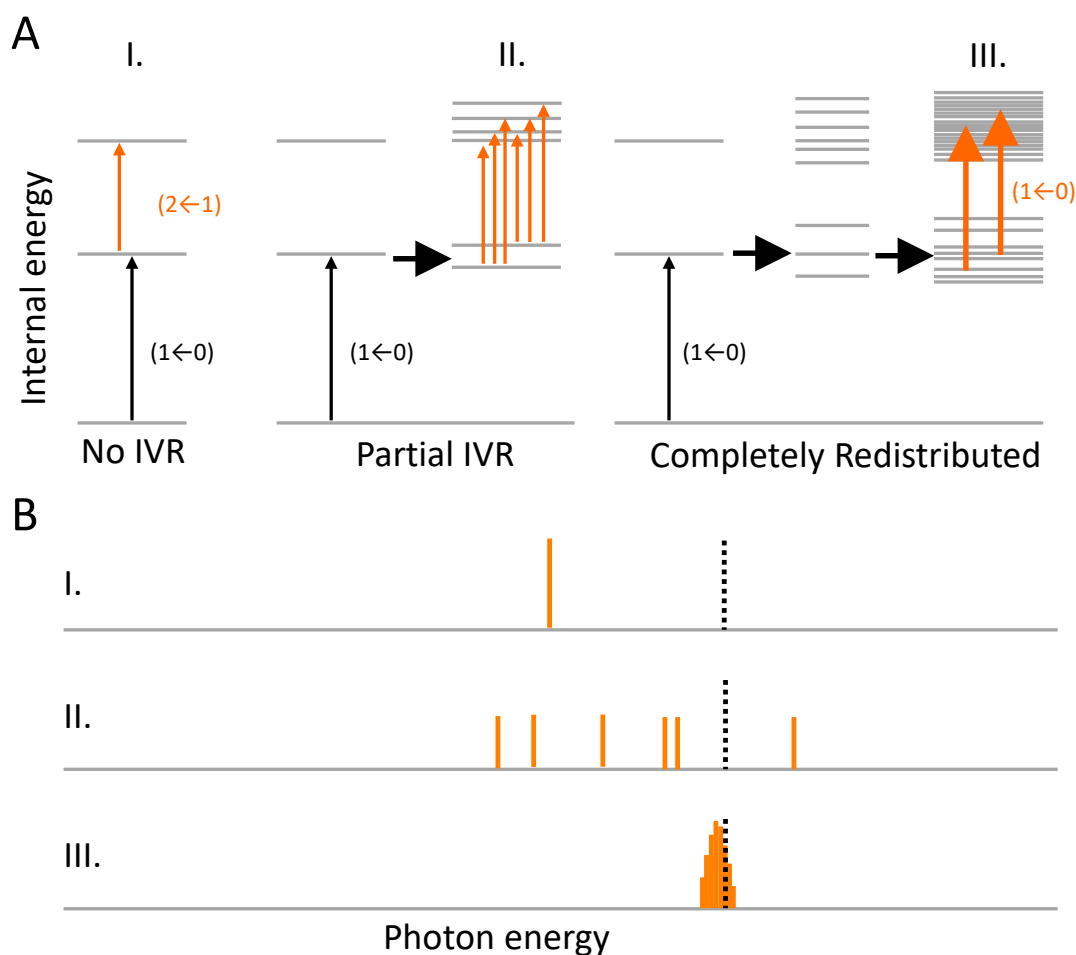 A
I.
II.
III.
Internal energy
(2←1)
(1←0)
(1←0)
(1←0)
(1←0)
No IVR
Partial IVR
Completely Redistributed
B
I.
II.
III.
Photon energy